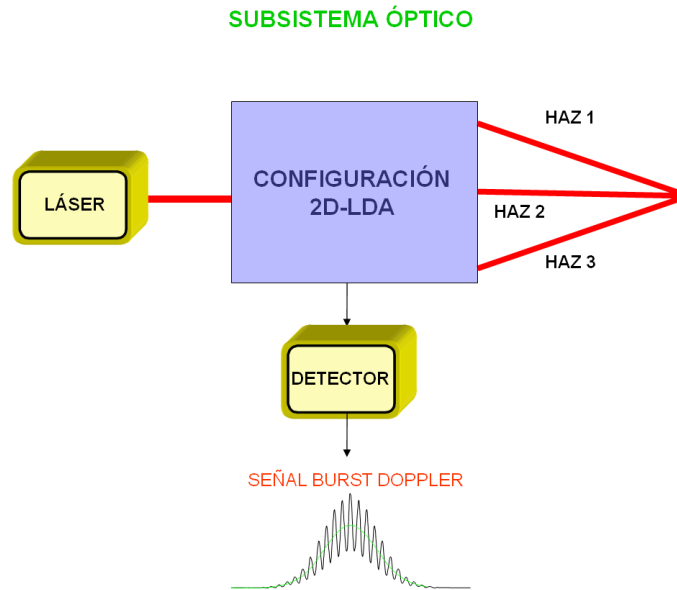 SUBSISTEMA ÓPTICO
HAZ 1
CONFIGURACIÓN
2D-LDA
LÁSER
HAZ 2
HAZ 3
DETECTOR
SEÑAL BURST DOPPLER